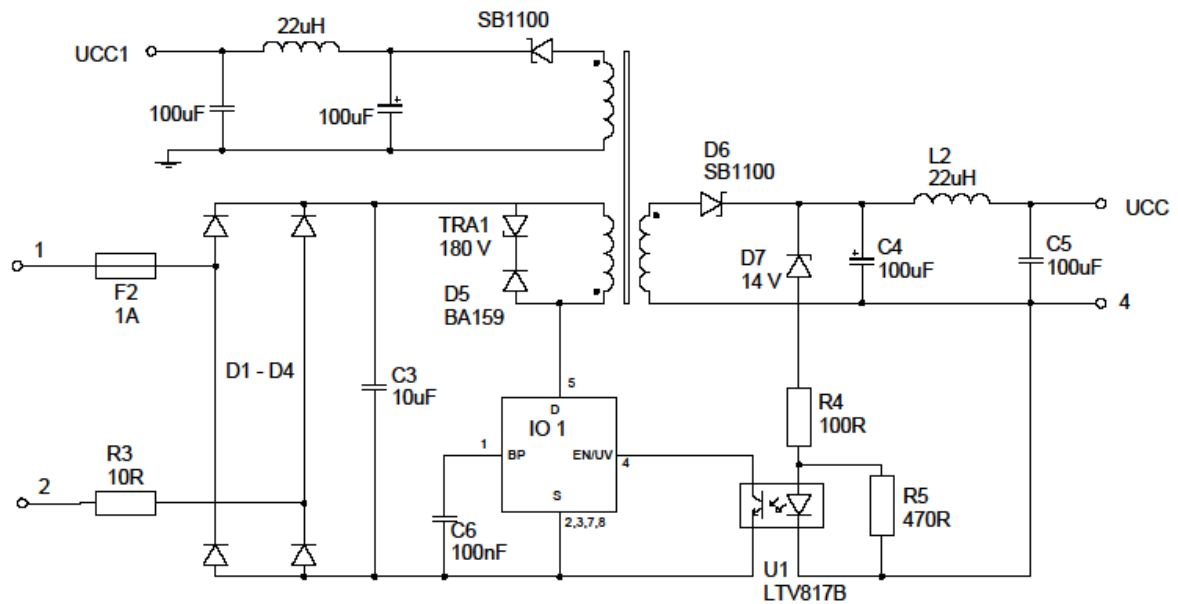 SB1100
22uH
UCC1
100uF
100uF
+
D6
SB1100
L2
22uH
UCC
TRA1
180 V
D7
14 V
+
C4
100uF
C5
100uF
1
F2
1A
D5
BA159
4
D1 - D4
C3
10uF
5
D
IO 1
1
BP
EN/UV
4
S
2,3,7,8
R4
100R
2
R3
10R
C6
100nF
R5
470R
U1
LTV817B